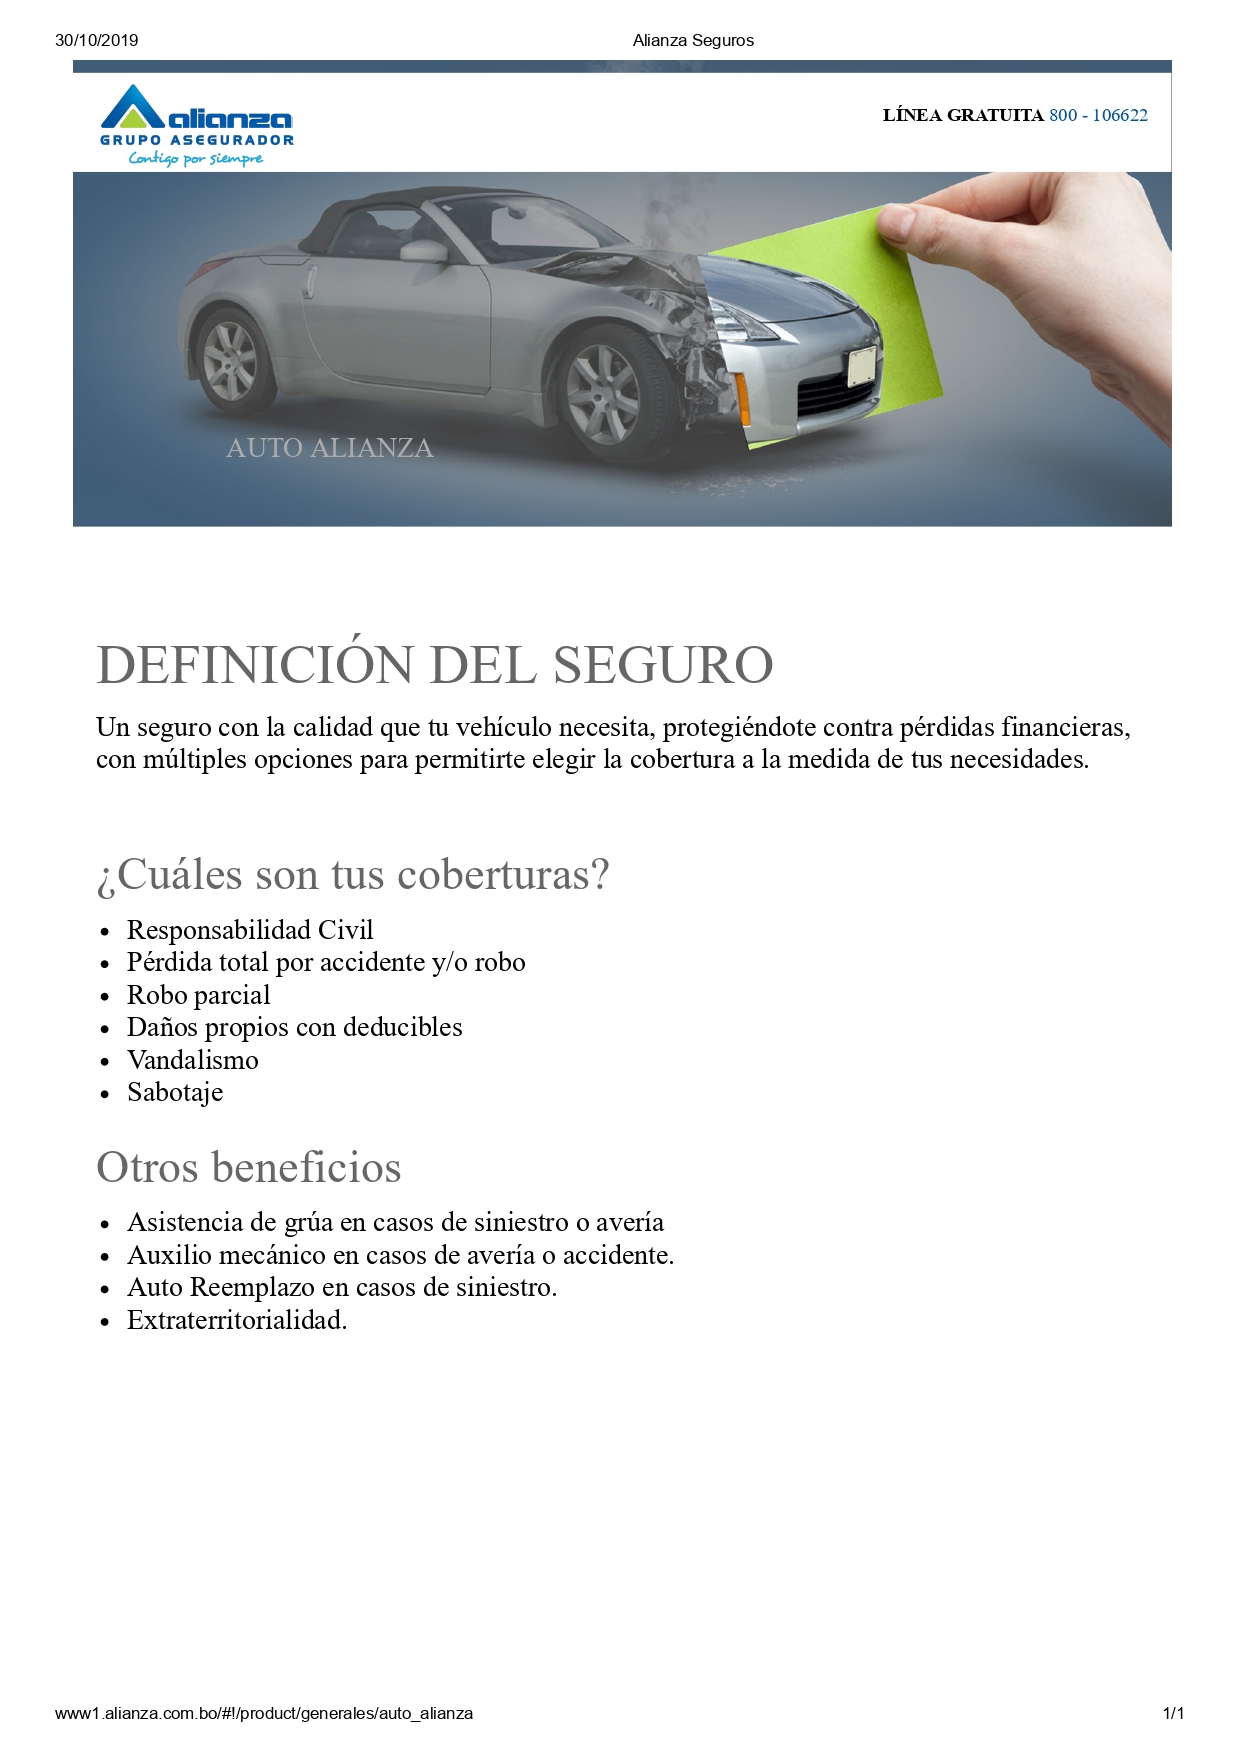 30/10/2019
Alianza Seguros
alianza
GRUPO ASEGURADOR
Contigo por siempre
LÍNEA GRATUITA 800 - 106622
AUTO ALIANZA
DEFINICIÓN DEL SEGURO
Un seguro con la calidad que tu vehículo necesita, protegiéndote contra pérdidas financieras,
con múltiples opciones para permitirte elegir la cobertura a la medida de tus necesidades.
¿Cuáles son tus coberturas?
• Responsabilidad Civil
• Pérdida total por accidente y/o robo
• Robo parcial
• Daños propios con deducibles
• Vandalismo
• Sabotaje
Otros beneficios
• Asistencia de grúa en casos de siniestro o avería
• Auxilio mecánico en casos de avería o accidente.
• Auto Reemplazo en casos de siniestro.
• Extraterritorialidad.
www1.alianza.com.bo/#!/product/generales/auto_alianza
1/1